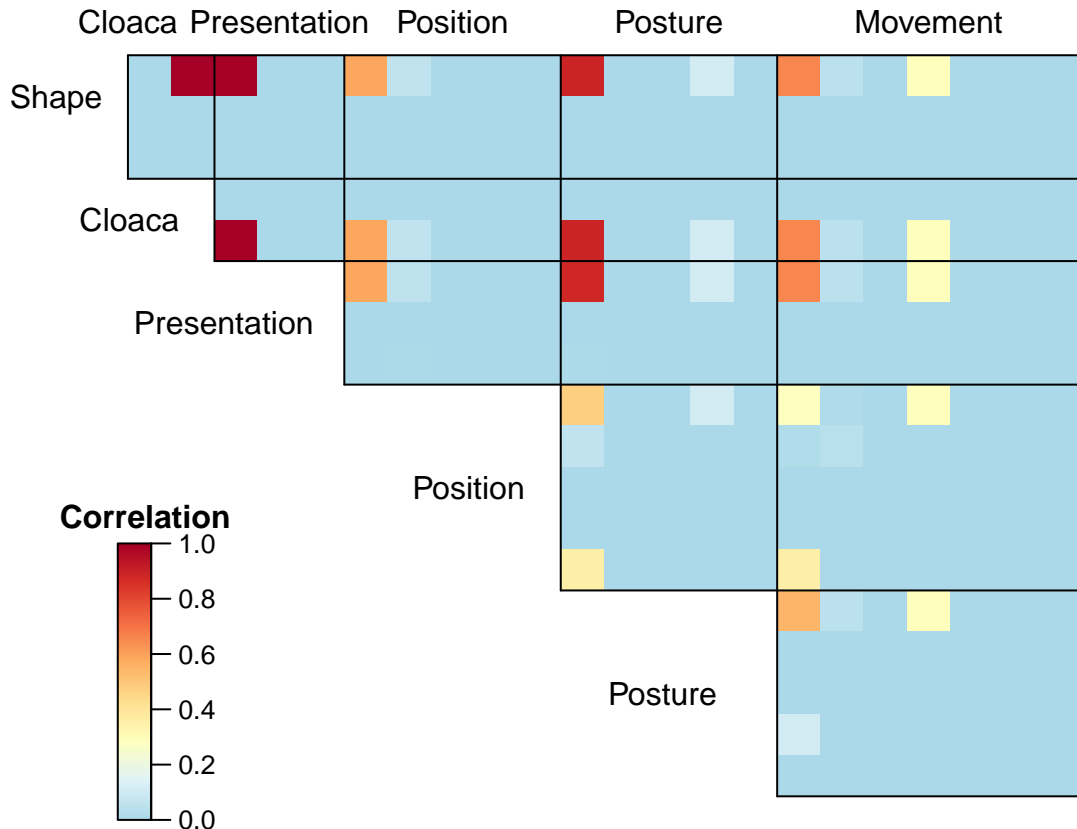 Cloaca Presentation Position Posture Movement
Shape
Cloaca
Presentation
Position
Correlation
1.0
0.8
0.6
Posture
0.4
0.2
0.0